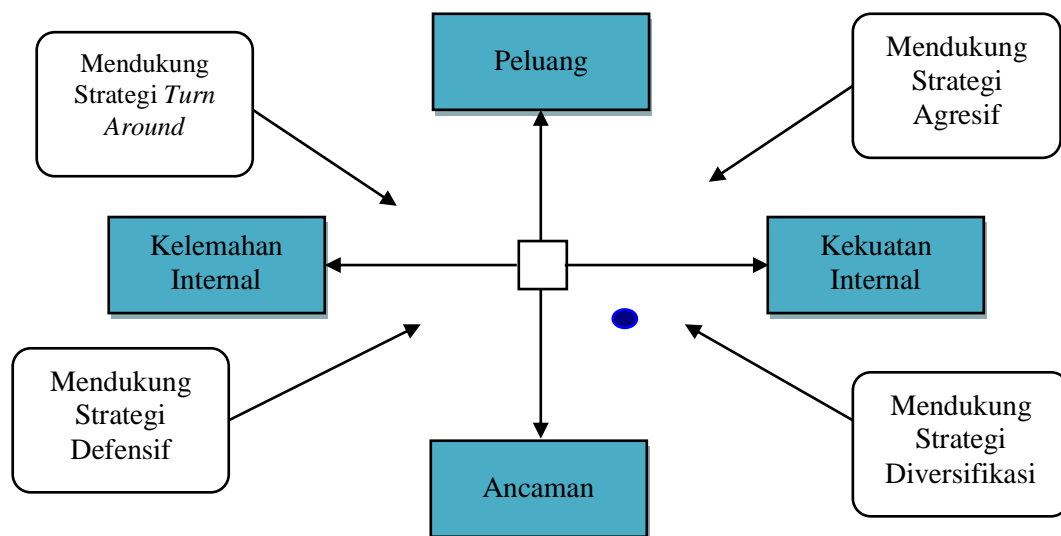 Mendukung
Strategi Turn
Around
Peluang
Mendukung
Strategi
Agresif
Kelemahan
Internal
Kekuatan
Internal
Mendukung
Strategi
Defensif
Ancaman
Mendukung
Strategi
Diversifikasi